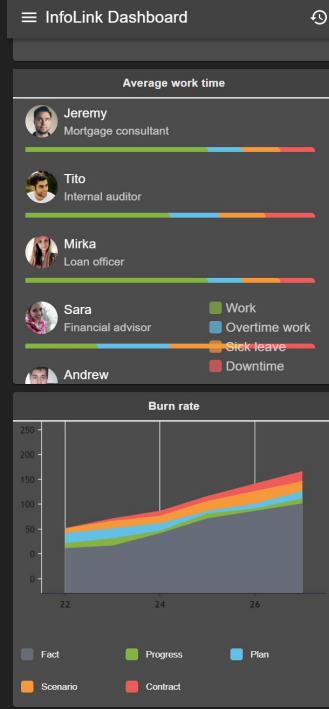 InfoLink Dashboard
Average work time
Jeremy
Mortgage consultant
Tito
Internal auditor
Mirka
Loan officer
Sara
Financial advisor
Andrew
Work
Overtime work
Sick leave
Downtime
Burn rate
250
200
150
100
50
0
0
22
24
26
Fact
Progress
Plan
Scenario
Contract